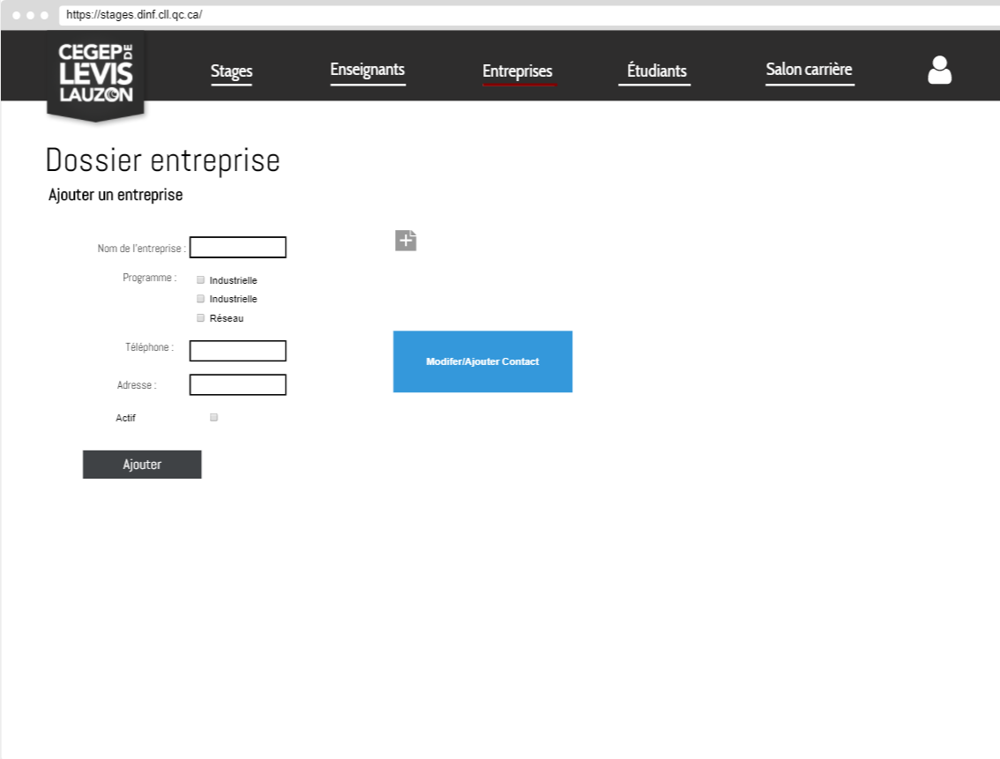 https://stages.dinf.cll.qc.ca/
CEGEP DE
LEVIS
LAUZON
Stages
Enseignants
Entreprises
Étudiants
Salon carrière
Dossier entreprise
Ajouter un entreprise
Nom de l'entreprise :
Programme :
Industrielle
Industrielle
Réseau
Téléphone :
Modifer/Ajouter Contact
Adresse :
Actif
Ajouter